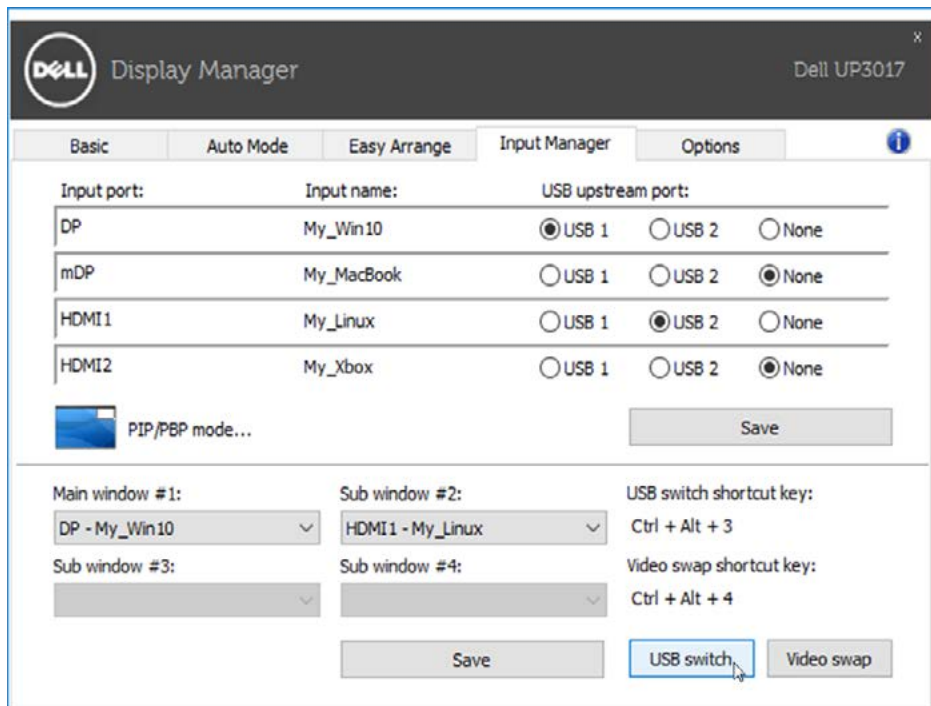 DELL Display Manager Dell UP3017 x
Basic Auto Mode Easy Arrange Input Manager Options i
Input port: Input name: USB upstream port:
DP My_Win10 USB 1 USB 2 None
mDP My_MacBook USB 1 USB 2 None
HDMI1 My_Linux USB 1 USB 2 None
HDMI2 My_Xbox USB 1 USB 2 None
PIP/PBP mode... Save
Main window #1: Sub window #2: USB switch shortcut key:
DP - My_Win10 HDMI1 - My_Linux Ctrl + Alt + 3
Sub window #3: Sub window #4: Video swap shortcut key:
Ctrl + Alt + 4
Save USB switch Video swap